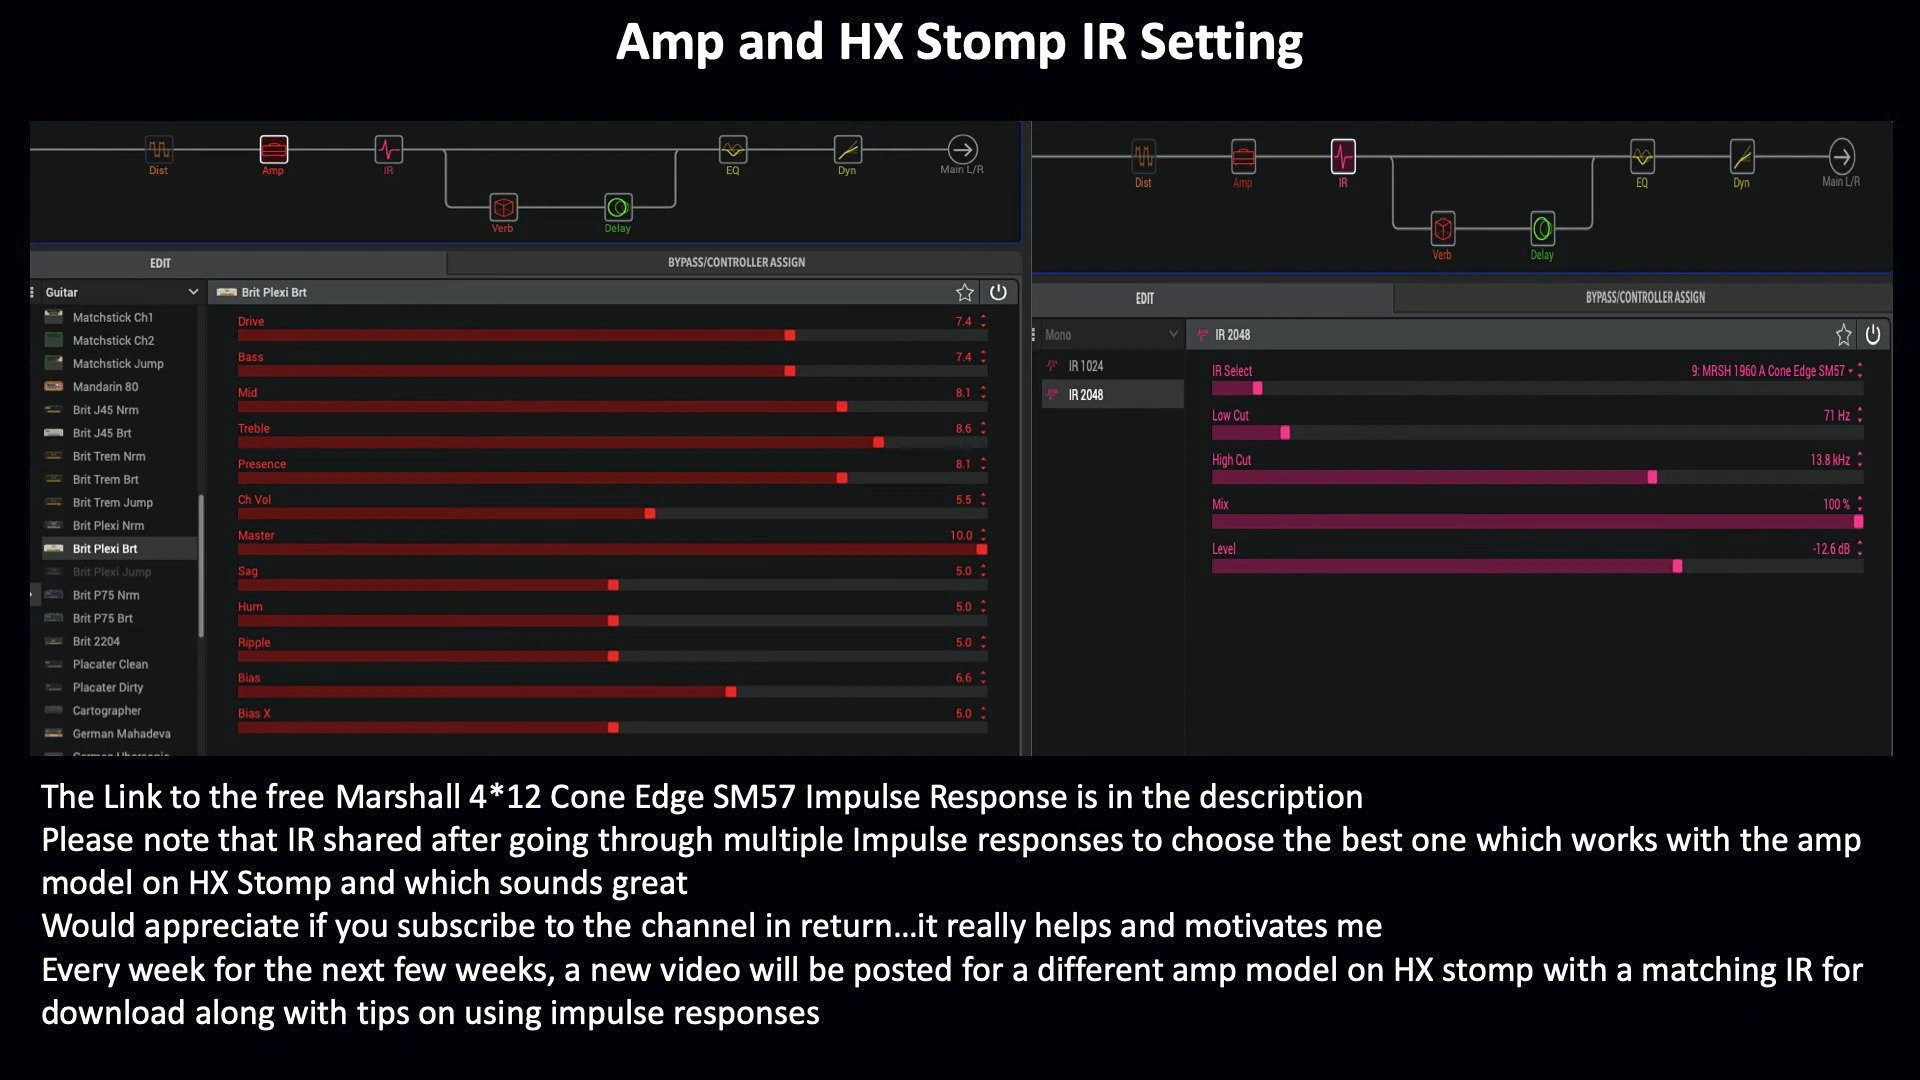 Amp and HX Stomp IR Setting
Dist
Amp
IR
EQ
Dyn
Main L/R
Verb
Delay
EDIT
BYPASS/CONTROLLER ASSIGN
Guitar
Matchstick Ch1
Matchstick Ch2
Matchstick Jump
Mandarin 80
Brit J45 Nrm
Brit J45 Brt
Brit Trem Nrm
Brit Trem Brt
Brit Trem Jump
Brit Plexi Nrm
Brit Plexi Brt
Brit Plexi Jump
Brit P75 Nrm
Brit P75 Brt
Brit 2204
Placater Clean
Placater Dirty
Cartographer
German Mahadeva
Brit Plexi Brt
Drive 7.4
Bass 7.4
Mid 8.1
Treble 8.6
Presence 8.1
Ch Vol 5.5
Master 10.0
Sag 5.0
Hum 5.0
Ripple 5.0
Bias 6.6
Bias X 5.0
Dist
Amp
IR
EQ
Dyn
Main L/R
Verb
Delay
EDIT
BYPASS/CONTROLLER ASSIGN
Mono
IR 1024
IR 2048
IR 2048
IR Select 9: MRSH 1960 A Cone Edge SM57
Low Cut 71 Hz
High Cut 13.8 kHz
Mix 100 %
Level -12.6 dB
The Link to the free Marshall 4*12 Cone Edge SM57 Impulse Response is in the description
Please note that IR shared after going through multiple Impulse responses to choose the best one which works with the amp
model on HX Stomp and which sounds great
Would appreciate if you subscribe to the channel in return...it really helps and motivates me
Every week for the next few weeks, a new video will be posted for a different amp model on HX stomp with a matching IR for
download along with tips on using impulse responses